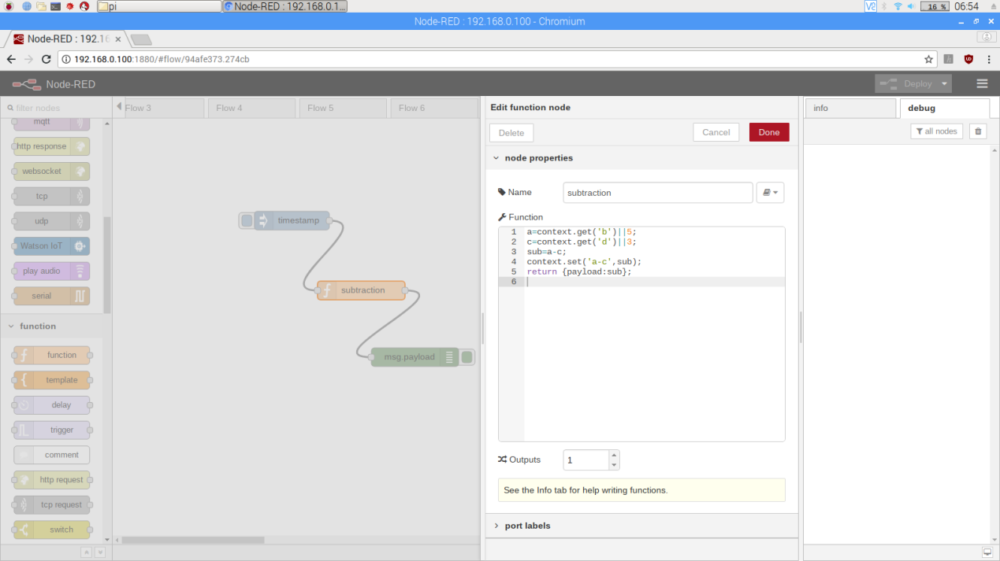 pi
Node-RED : 192.168.0.1...
16 %
06:54
Node-RED : 192.168.0.100 - Chromium
Node-RED : 192.16
192.168.0.100:1880/#flow/94afe373.274cb
Node-RED
Deploy
filter nodes
Flow 3
Flow 4
Flow 5
Flow 6
Edit function node
info
debug
Delete
Cancel
Done
all nodes
mqtt
http response
websocket
tcp
udp
Watson IoT
play audio
serial
function
function
template
delay
trigger
comment
http request
tcp request
switch
timestamp
subtraction
msg.payload
node properties
Name
subtraction
Function
1 a=context.get('b')||5;
2 c=context.get('d')||3;
3 sub=a-c;
4 context.set('a-c',sub);
5 return {payload:sub};
6
Outputs
1
See the Info tab for help writing functions.
port labels